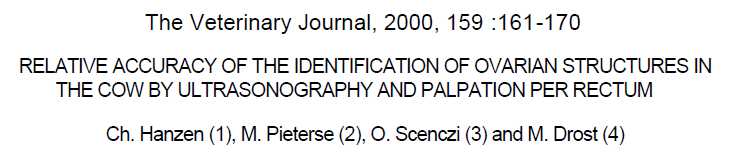 The Veterinary Journal, 2000, 159 :161-170
RELATIVE ACCURACY OF THE IDENTIFICATION OF OVARIAN STRUCTURES IN
THE COW BY ULTRASONOGRAPHY AND PALPATION PER RECTUM
Ch. Hanzen (1), M. Pieterse (2), O. Scenczi (3) and M. Drost (4)